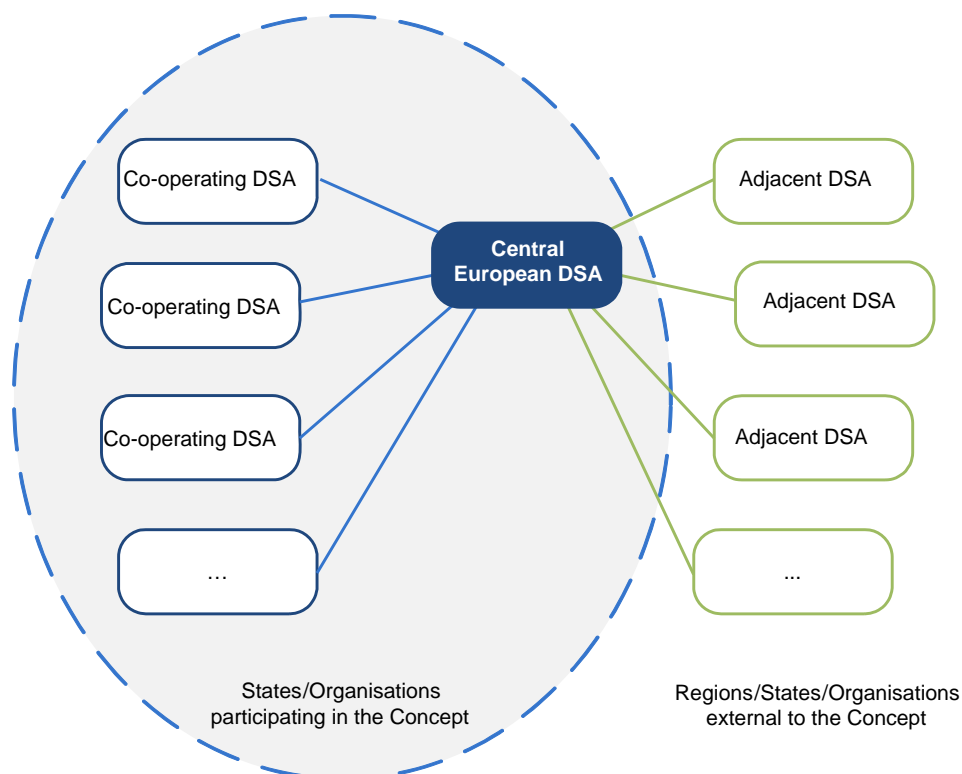 Co-operating DSA
Adjacent DSA
Central
European DSA
Co-operating DSA
Adjacent DSA
Co-operating DSA
Adjacent DSA
…
...
States/Organisations
participating in the Concept
Regions/States/Organisations
external to the Concept